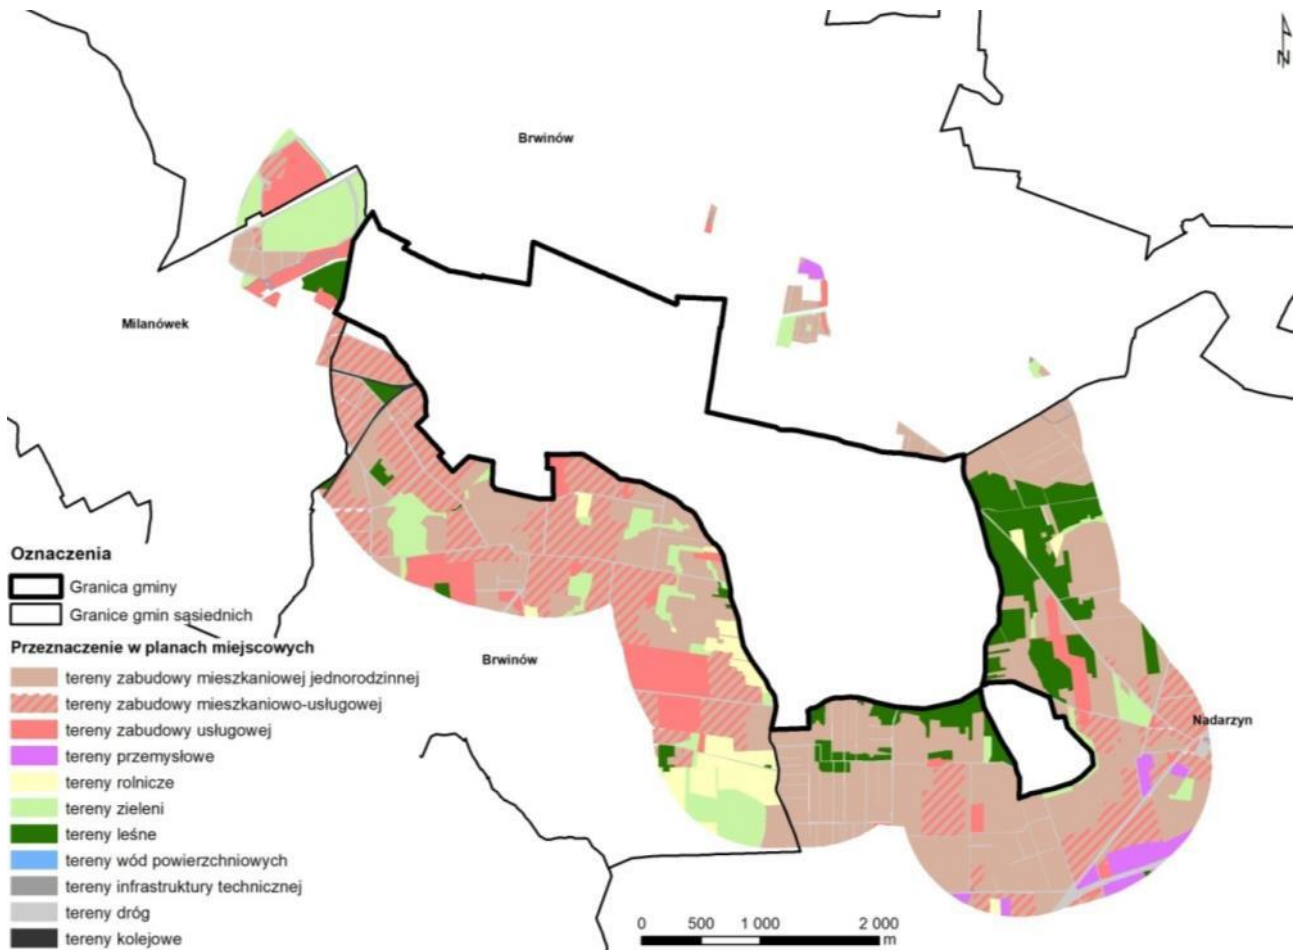 N
Brwinów
Milanówek
Oznaczenia
Granica gminy
Granice gmin sąsiednich
Przeznaczenie w planach miejscowych
Brwinów
tereny zabudowy mieszkaniowej jednorodzinnej
tereny zabudowy mieszkaniowo-usługowej
tereny zabudowy usługowej
Nadarzyn
tereny przemysłowe
tereny rolnicze
tereny zieleni
tereny leśne
tereny wód powierzchniowych
tereny infrastruktury technicznej
tereny dróg
tereny kolejowe
0 500 1 000 2 000
m